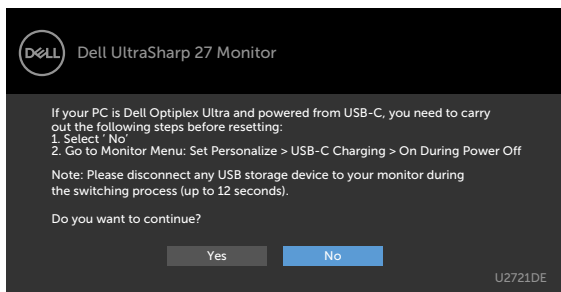 DELL
Dell UltraSharp 27 Monitor
If your PC is Dell Optiplex Ultra and powered from USB-C, you need to carry
out the following steps before resetting:
1. Select ‘ No’
2. Go to Monitor Menu: Set Personalize > USB-C Charging > On During Power Off
Note: Please disconnect any USB storage device to your monitor during
the switching process (up to 12 seconds).
Do you want to continue?
Yes No
U2721DE